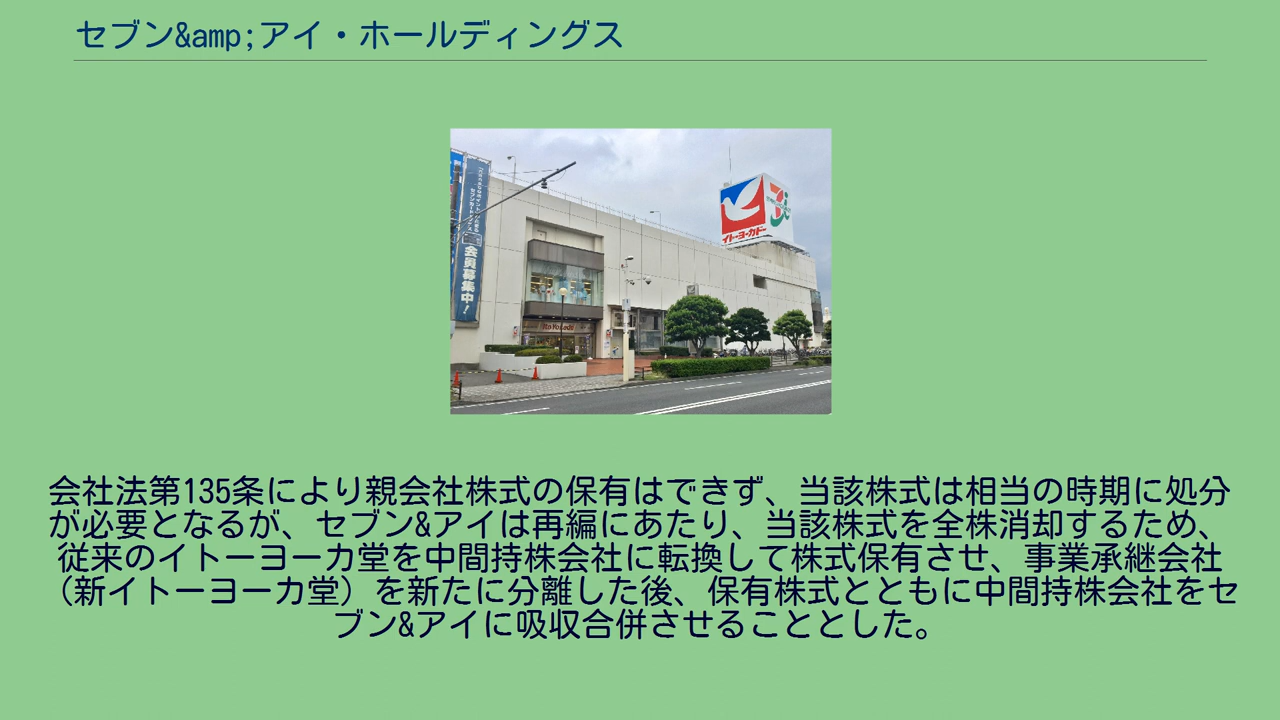 セブン&amp;アイ・ホールディングス
会員募集中！
イトーヨーカドー
Ito Yokado
会社法第135条により親会社株式の保有はできず、当該株式は相当の時期に処分
が必要となるが、セブン&アイは再編にあたり、当該株式を全株消却するため、
従来のイトーヨーカ堂を中間持株会社に転換して株式保有させ、事業承継会社
（新イトーヨーカ堂）を新たに分離した後、保有株式とともに中間持株会社をセ
ブン&アイに吸収合併させることとした。